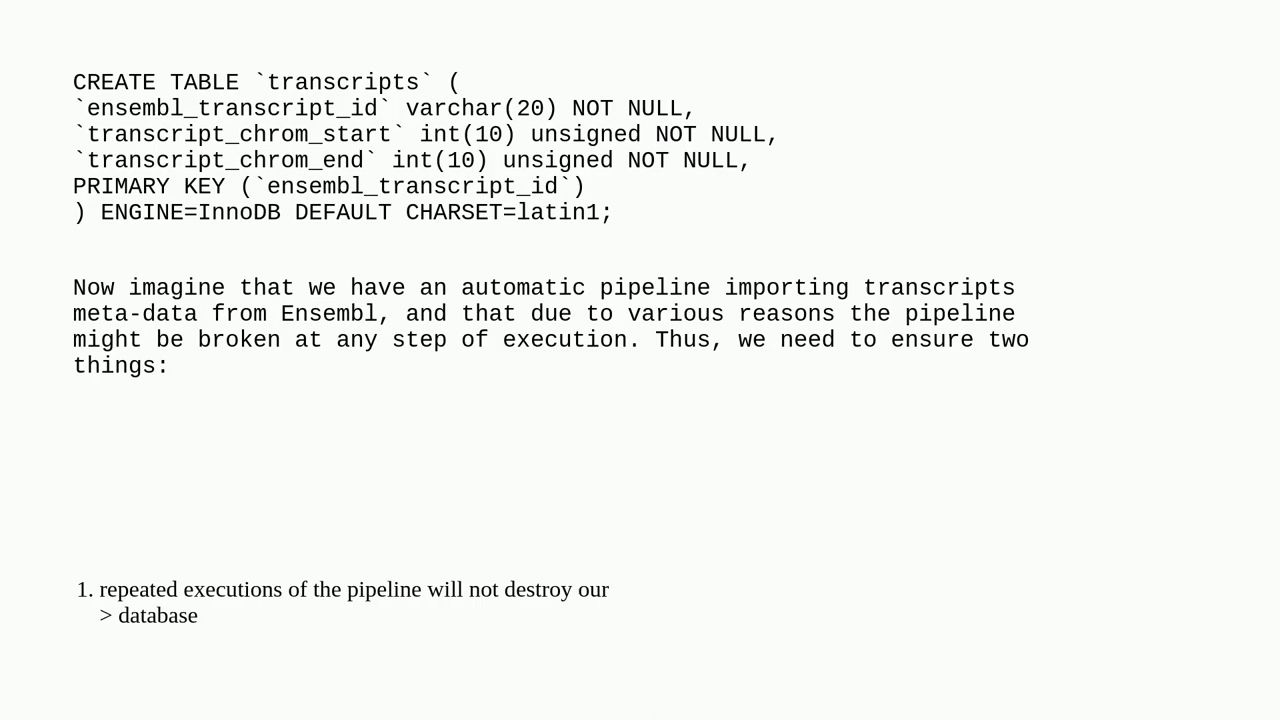 CREATE TABLE `transcripts` (
`ensembl_transcript_id` varchar(20) NOT NULL,
`transcript_chrom_start` int(10) unsigned NOT NULL,
`transcript_chrom_end` int(10) unsigned NOT NULL,
PRIMARY KEY (`ensembl_transcript_id`)
) ENGINE=InnoDB DEFAULT CHARSET=latin1;
Now imagine that we have an automatic pipeline importing transcripts
meta-data from Ensembl, and that due to various reasons the pipeline
might be broken at any step of execution. Thus, we need to ensure two
things:
1. repeated executions of the pipeline will not destroy our
> database